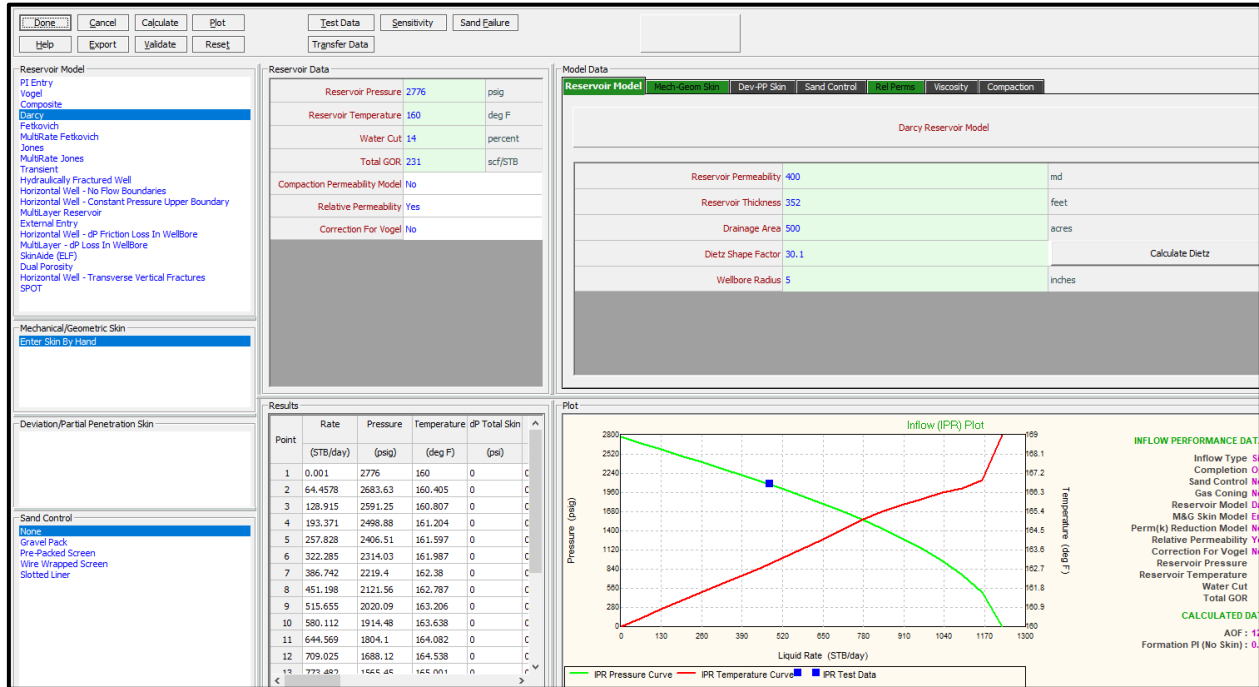 Done Cancel Calculate Plot Test Data Sensitivity Sand Failure
Help Export Validate Reset Transfer Data
Reservoir Model
PI Entry
Vogel
Composite
Darcy
Fetkovich
MultiRate Fetkovich
Jones
MultiRate Jones
Transient
Hydraulically Fractured Well
Horizontal Well - No Flow Boundaries
Horizontal Well - Constant Pressure Upper Boundary
MultiLayer Reservoir
External Entry
Horizontal Well - dP Friction Loss In WellBore
MultiLayer - dP Loss In WellBore
SkinAide (ELF)
Dual Porosity
Horizontal Well - Transverse Vertical Fractures
SPOT
Mechanical/Geometric Skin
Enter Skin By Hand
Deviation/Partial Penetration Skin
Sand Control
None
Gravel Pack
Pre-Packed Screen
Wire Wrapped Screen
Slotted Liner
Reservoir Data
Reservoir Pressure 2776 psig
Reservoir Temperature 160 deg F
Water Cut 14 percent
Total GOR 231 scf/STB
Compaction Permeability Model No
Relative Permeability Yes
Correction For Vogel No
Model Data
Reservoir Model Mech-Geom Skin Dev-PP Skin Sand Control Rel Perms Viscosity Compaction
Darcy Reservoir Model
Reservoir Permeability 400 md
Reservoir Thickness 352 feet
Drainage Area 500 acres
Dietz Shape Factor 30.1 Calculate Dietz
Wellbore Radius 5 inches
Results
Point Rate Pressure Temperature dP Total Skin
(STB/day) (psig) (deg F) (psi)
1 0.001 2776 160 0
2 64.4578 2683.63 160.405 0
3 128.915 2591.25 160.807 0
4 193.371 2498.88 161.204 0
5 257.828 2406.51 161.597 0
6 322.285 2314.03 161.987 0
7 386.742 2219.4 162.38 0
8 451.198 2121.56 162.787 0
9 515.655 2020.09 163.206 0
10 580.112 1914.48 163.638 0
11 644.569 1804.1 164.082 0
12 709.025 1688.12 164.538 0
13 773.482 1565.45 165.001 0
Plot
Inflow (IPR) Plot
Pressure (psig)
2800
2520
2240
1960
1680
1400
1120
840
560
280
0
0 130 260 390 520 650 780 910 1040 1170 1300
Liquid Rate (STB/day)
169
168.1
167.2
166.3
165.4
164.5
163.6
162.7
161.8
160.9
160
Temperature (deg F)
IPR Pressure Curve IPR Temperature Curve IPR Test Data
INFLOW PERFORMANCE DAT
Inflow Type Si
Completion O
Sand Control No
Gas Coning No
Reservoir Model Da
M&G Skin Model En
Perm(k) Reduction Model No
Relative Permeability Ye
Correction For Vogel No
Reservoir Pressure
Reservoir Temperature
Water Cut
Total GOR
CALCULATED DAT
AOF : 12
Formation PI (No Skin) : 0.